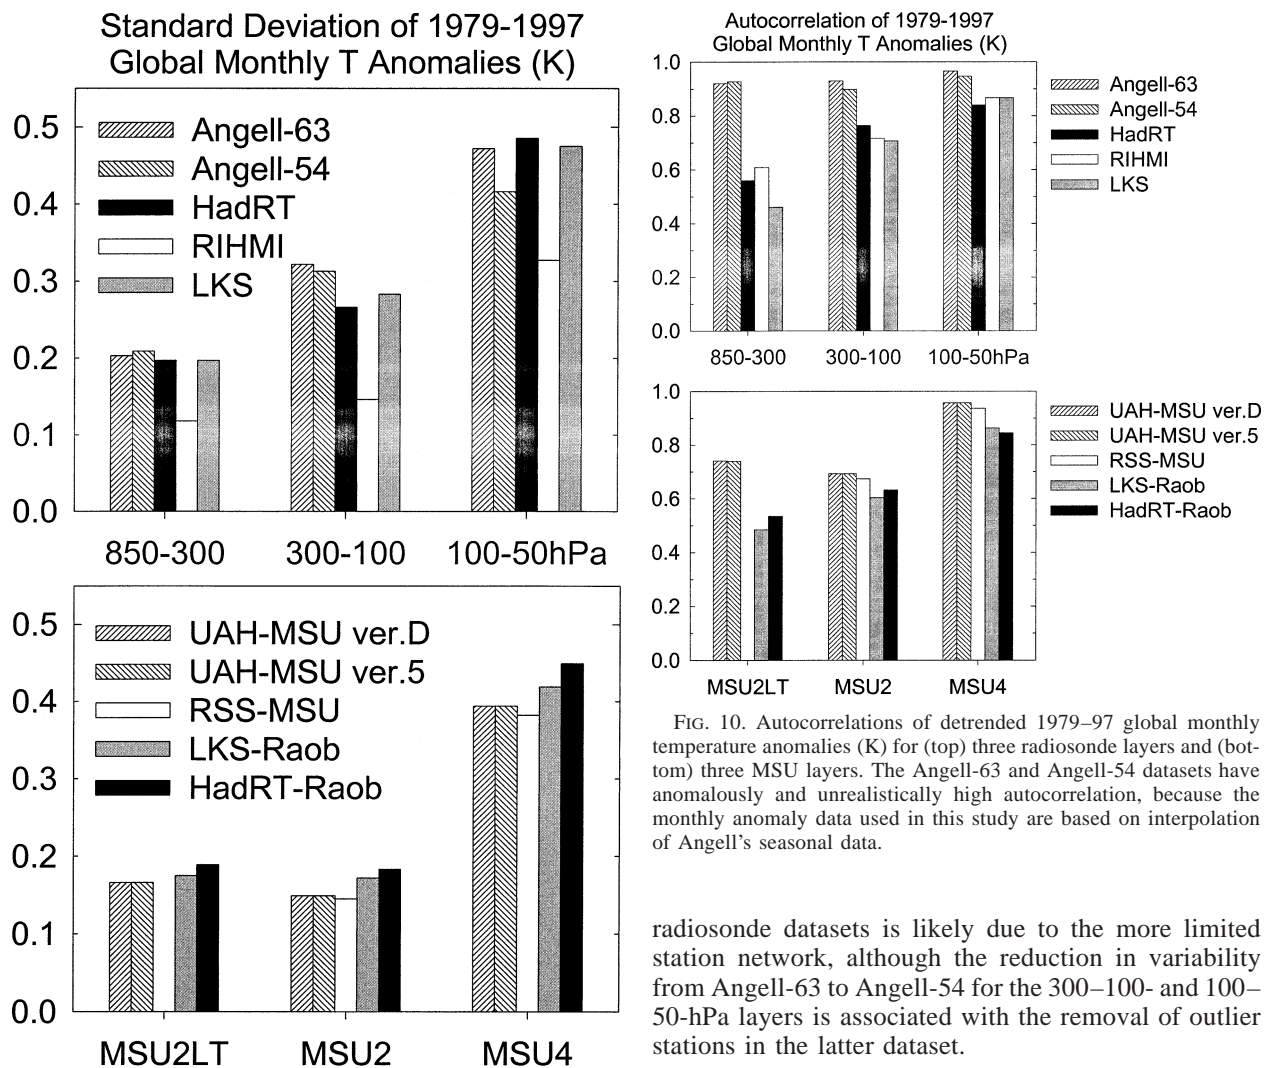 Standard Deviation of 1979-1997
Global Monthly T Anomalies (K)
0.5
0.4
0.3
0.2
0.1
0.0
Angell-63
Angell-54
HadRT
RIHMI
LKS
850-300
300-100
100-50hPa
0.5
0.4
0.3
0.2
0.1
0.0
UAH-MSU ver.D
UAH-MSU ver.5
RSS-MSU
LKS-Raob
HadRT-Raob
MSU2LT
MSU2
MSU4
Autocorrelation of 1979-1997
Global Monthly T Anomalies (K)
1.0
0.8
0.6
0.4
0.2
0.0
Angell-63
Angell-54
HadRT
RIHMI
LKS
850-300
300-100
100-50hPa
1.0
0.8
0.6
0.4
0.2
0.0
UAH-MSU ver.D
UAH-MSU ver.5
RSS-MSU
LKS-Raob
HadRT-Raob
MSU2LT
MSU2
MSU4
FIG. 10. Autocorrelations of detrended 1979–97 global monthly
temperature anomalies (K) for (top) three radiosonde layers and (bot-
tom) three MSU layers. The Angell-63 and Angell-54 datasets have
anomalously and unrealistically high autocorrelation, because the
monthly anomaly data used in this study are based on interpolation
of Angell's seasonal data.
radiosonde datasets is likely due to the more limited
station network, although the reduction in variability
from Angell-63 to Angell-54 for the 300–100- and 100–
50-hPa layers is associated with the removal of outlier
stations in the latter dataset.